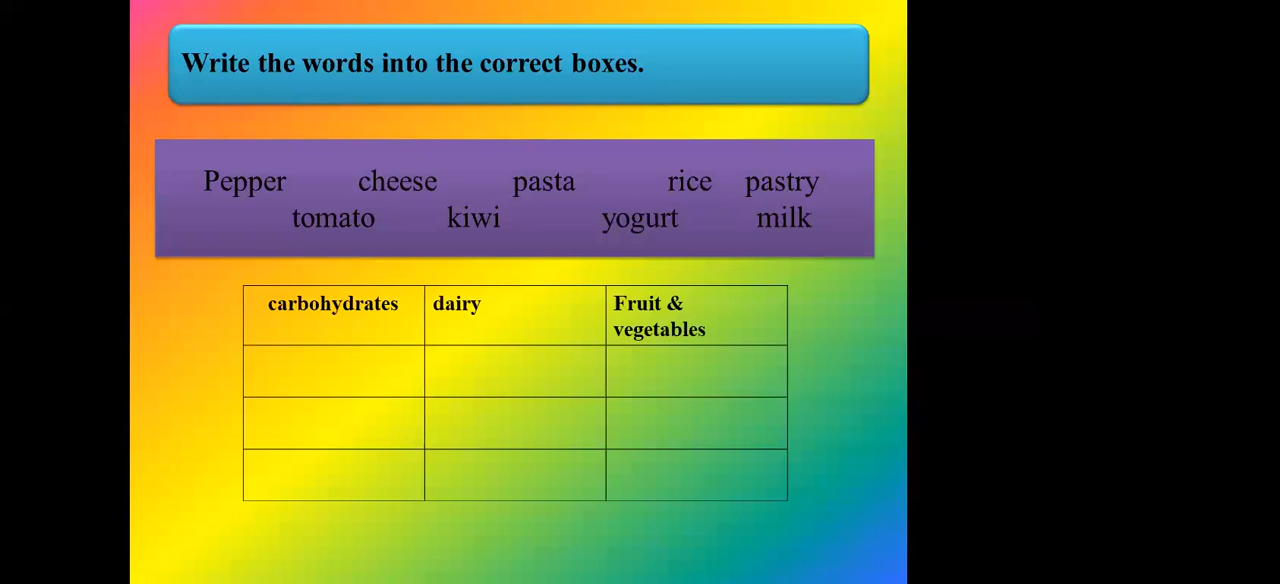 Write the words into the correct boxes.
Pepper cheese pasta rice pastry
tomato kiwi yogurt milk
carbohydrates dairy Fruit &
vegetables